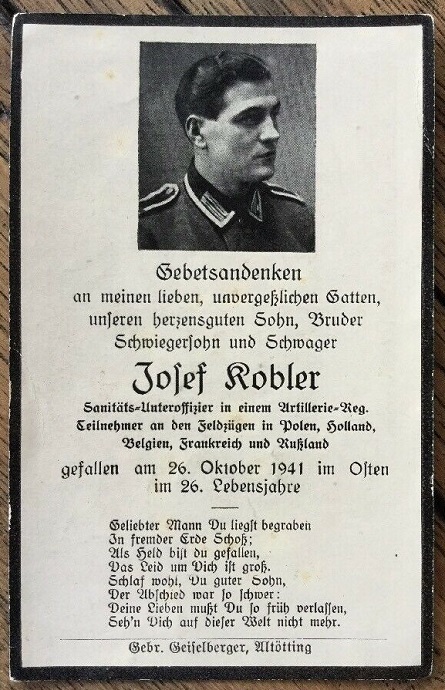 Gebetsandenken
an meinen lieben, unvergeßlichen Gatten,
unseren herzensguten Sohn, Bruder
Schwiegersohn und Schwager
Josef Kobler
Sanitäts-Unteroffizier in einem Artillerie-Reg.
Teilnehmer an den Feldzügen in Polen, Holland,
Belgien, Frankreich und Rußland
gefallen am 26. Oktober 1941 im Osten
im 26. Lebensjahre
Geliebter Mann Du liegst begraben
In fremder Erde Schoß;
Als Held bist du gefallen,
Das Leid um Dich ist groß.
Schlaf wohl, Du guter Sohn,
Der Abschied war so schwer:
Deine Lieben mußt Du so früh verlassen,
Seh'n Dich auf dieser Welt nicht mehr.
Gebr. Geiselberger, Altötting